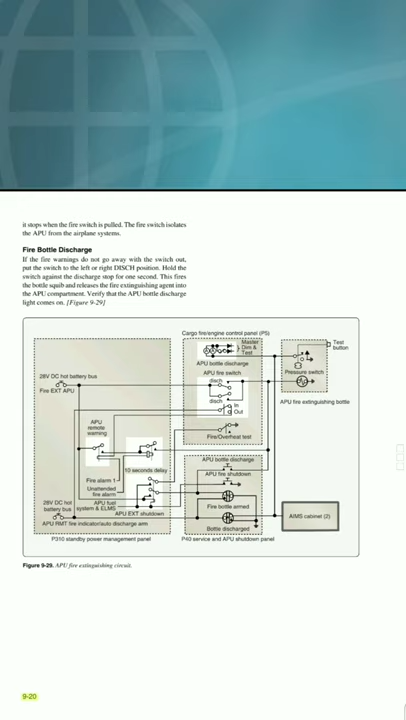 it stops when the fire switch is pulled. The fire switch isolates
the APU from the airplane systems.
Fire Bottle Discharge
If the fire warnings do not go away with the switch out,
put the switch to the left or right DISCH position. Hold the
switch against the discharge stop for one second. This fires
the bottle squib and releases the fire extinguishing agent into
the APU compartment. Verify that the APU bottle discharge
light comes on. [Figure 9-29]
Cargo fire/engine control panel (P5)
Master
Dim &
Test
Test
button
APU bottle discharge
28V DC hot battery bus
APU fire switch
Pressure switch
disch
Fire EXT APU
disch
In
Out
APU fire extinguishing bottle
APU
remote
warning
Fire/Overheat test
APU bottle discharge
10 seconds delay
APU fire shutdown
Fire alarm 1
Unattended
fire alarm
28V DC hot
battery bus
APU fuel
system & ELMS
Fire bottle armed
APU EXT shutdown
AIMS cabinet (2)
APU RMT fire indicator/auto discharge arm
Bottle discharged
P310 standby power management panel
P40 service and APU shutdown panel
Figure 9-29. APU fire extinguishing circuit.
9-20